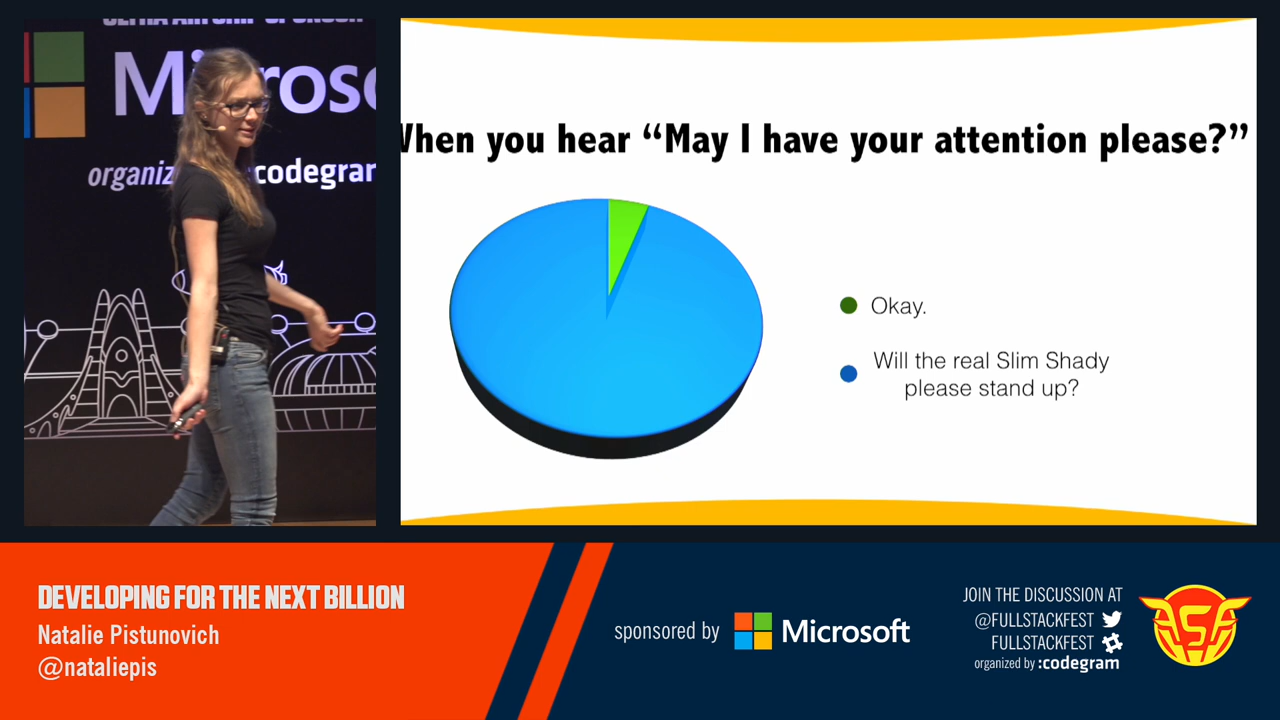 Microso
organiz
codegram
When you hear “May I have your attention please?”
Okay.
Will the real Slim Shady
please stand up?
DEVELOPING FOR THE NEXT BILLION
Natalie Pistunovich
@nataliepis
sponsored by Microsoft
JOIN THE DISCUSSION AT
@FULLSTACKFEST
FULLSTACKFEST
organized by :codegram
FSF